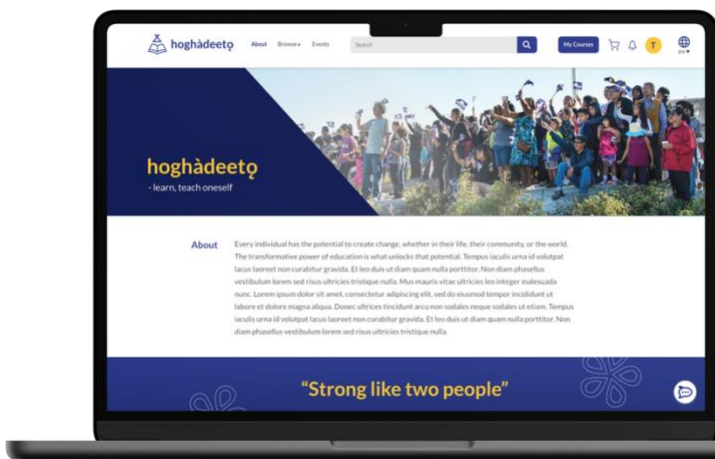 hoghàdeetǫ About Browse▾ Events Search My Courses T EN ▼
hoghàdeetǫ
- learn, teach oneself
About
Every individual has the potential to create change, whether in their life, their community, or the world.
The transformative power of education is what unlocks that potential. Tempus iaculis urna id volutpat
lacus laoreet non curabitur gravida. Et leo duis ut diam quam nulla porttitor. Non diam phasellus
vestibulum lorem sed risus ultricies tristique nulla. Mus mauris vitae ultricies leo integer malesuada
nunc. Lorem ipsum dolor sit amet, consectetur adipiscing elit, sed do eiusmod tempor incididunt ut
labore et dolore magna aliqua. Donec ultrices tincidunt arcu non sodales neque sodales ut etiam. Tempus
iaculis urna id volutpat lacus laoreet non curabitur gravida. Et leo duis ut diam quam nulla porttitor. Non
diam phasellus vestibulum lorem sed risus ultricies tristique nulla.
“Strong like two people”